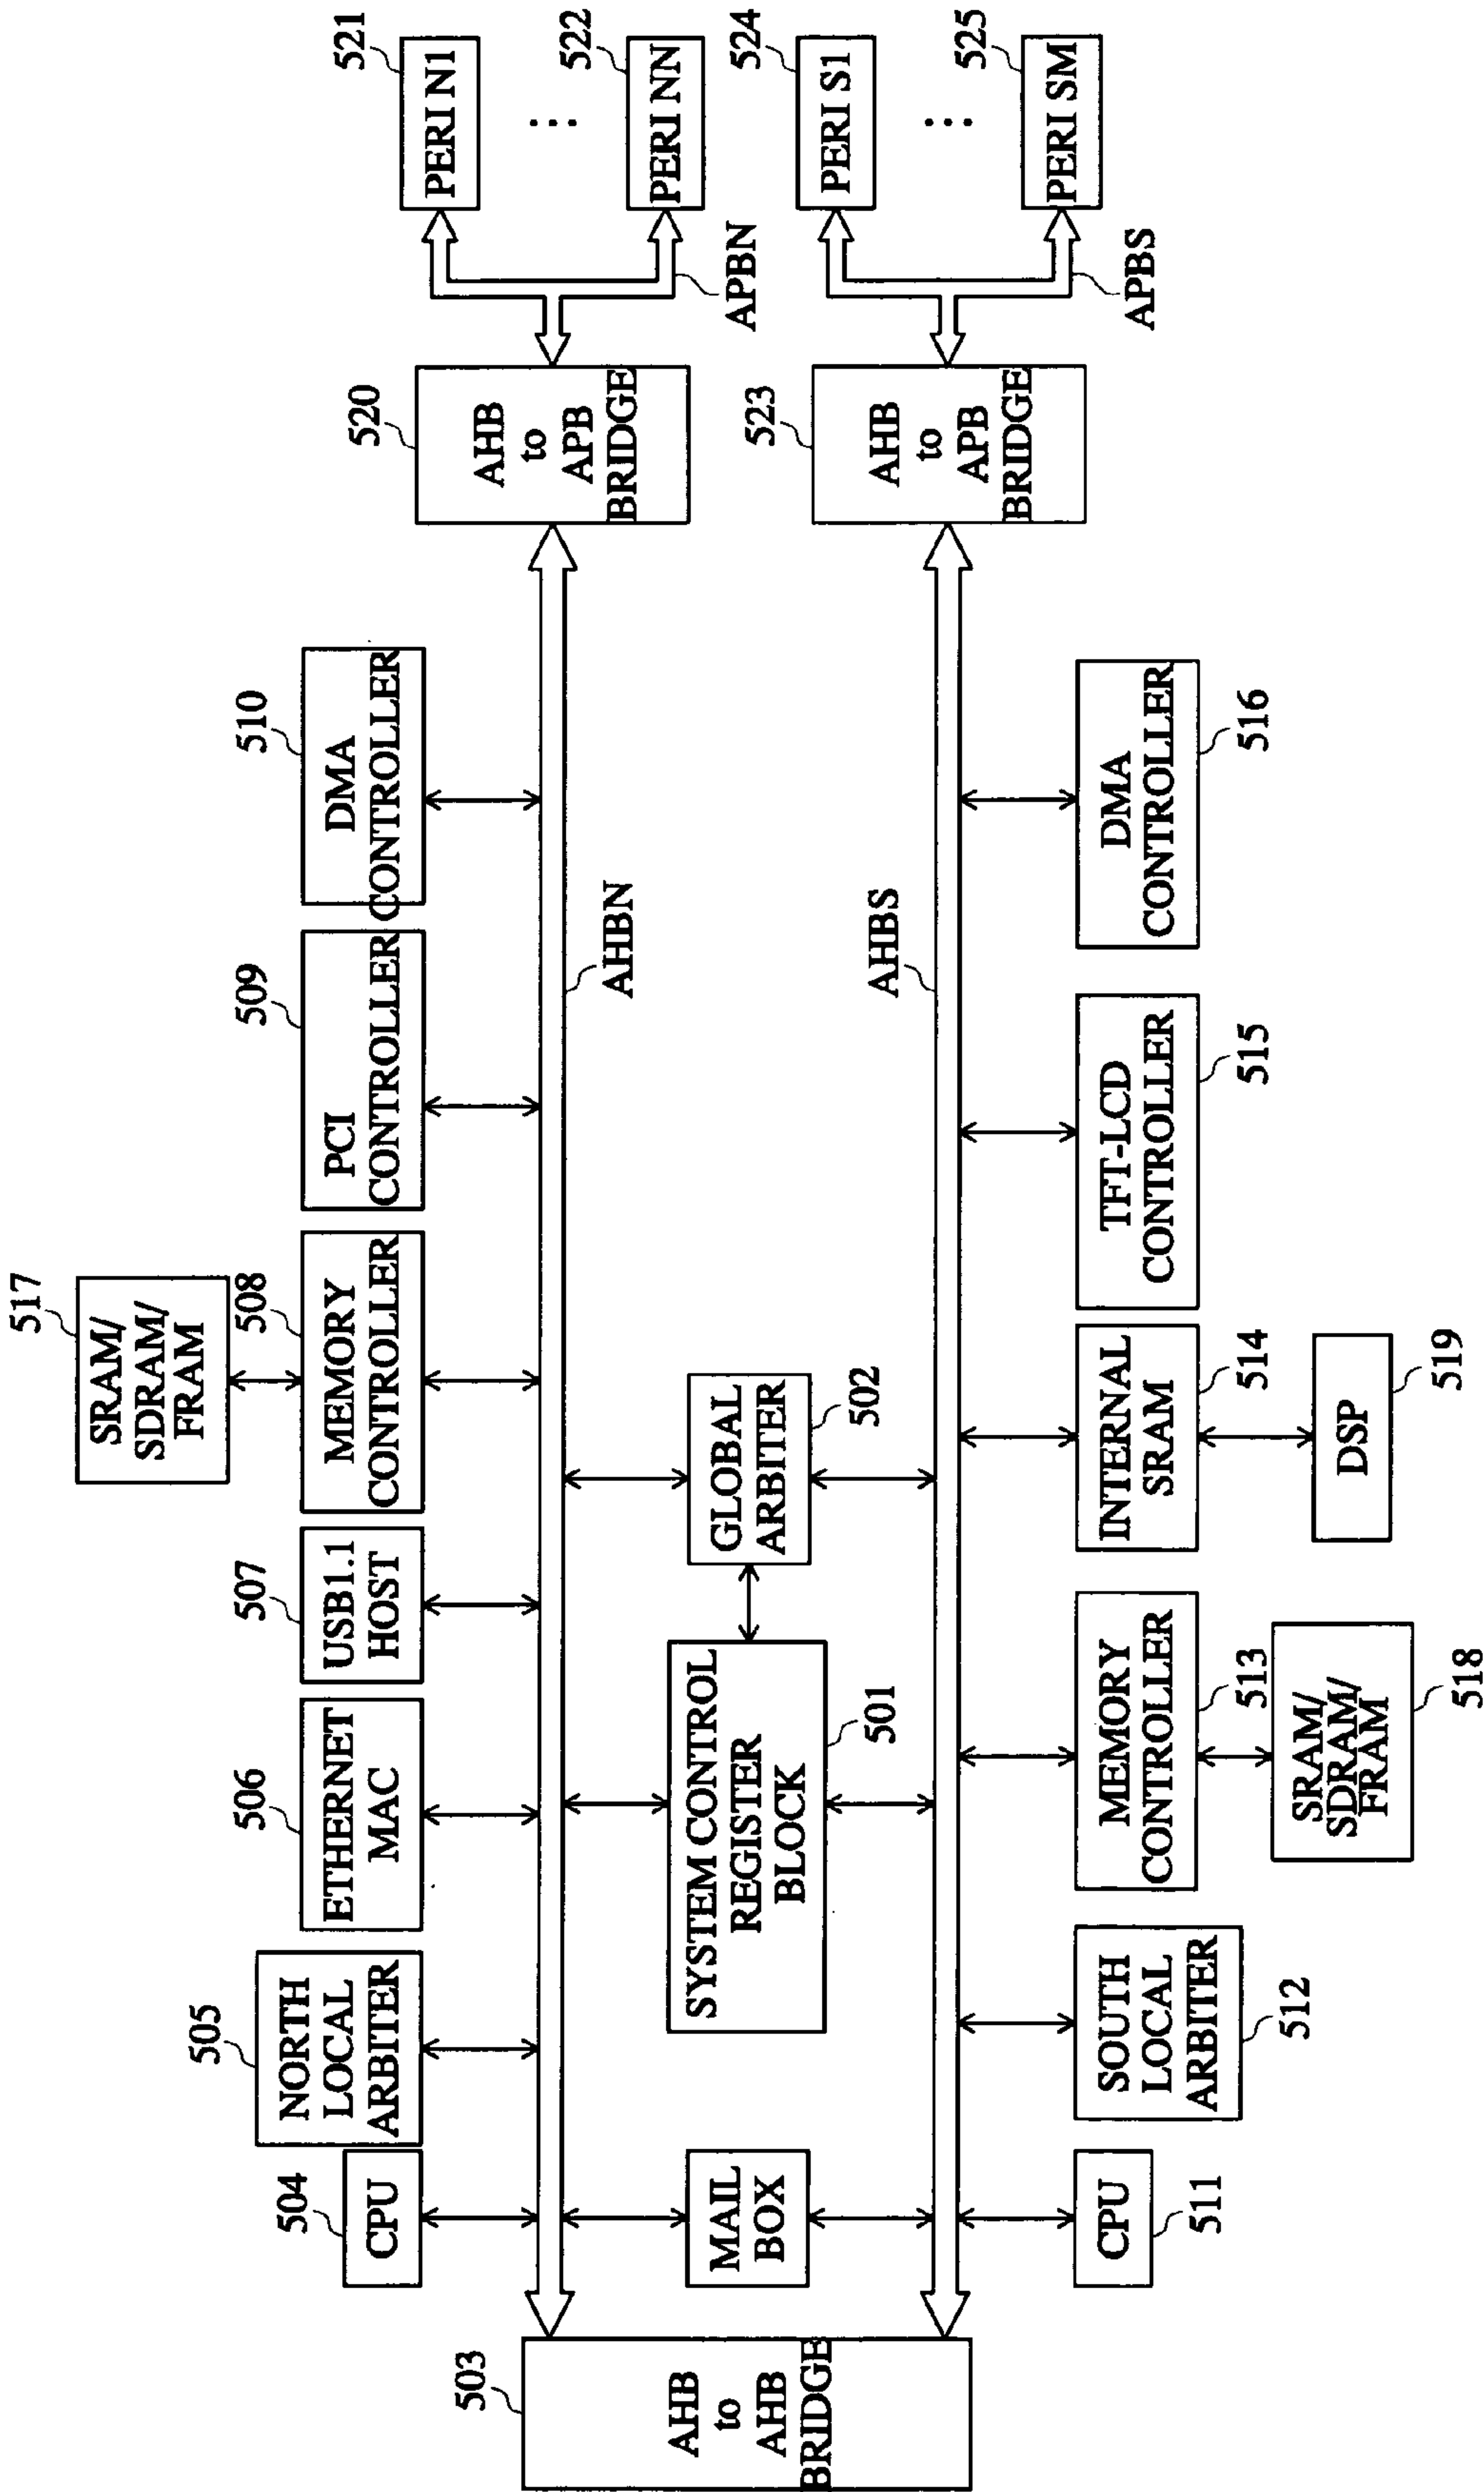 517
SRAM/
SDRAM/
FRAM
504
CPU
505
NORTH
LOCAL
ARBITER
506
ETHERNET
MAC
507
USB1.1
HOST
508
MEMORY
CONTROLLER
509
PCI
CONTROLLER
510
DMA
CONTROLLER
503
AHB
to
AHB
BRIDGE
AHBN
520
AHB
to
APB
BRIDGE
APBN
521
PERI N1
...
522
PERI NN
MAIL
BOX
SYSTEM CONTROL
REGISTER
BLOCK
501
GLOBAL
ARBITER
502
AHBS
523
AHB
to
APB
BRIDGE
APBS
524
PERI S1
...
525
PERI SM
CPU
511
SOUTH
LOCAL
ARBITER
512
MEMORY
CONTROLLER
513
INTERNAL
SRAM
514
TFT-LCD
CONTROLLER
515
DMA
CONTROLLER
516
SRAM/
SDRAM/
FRAM
518
DSP
519